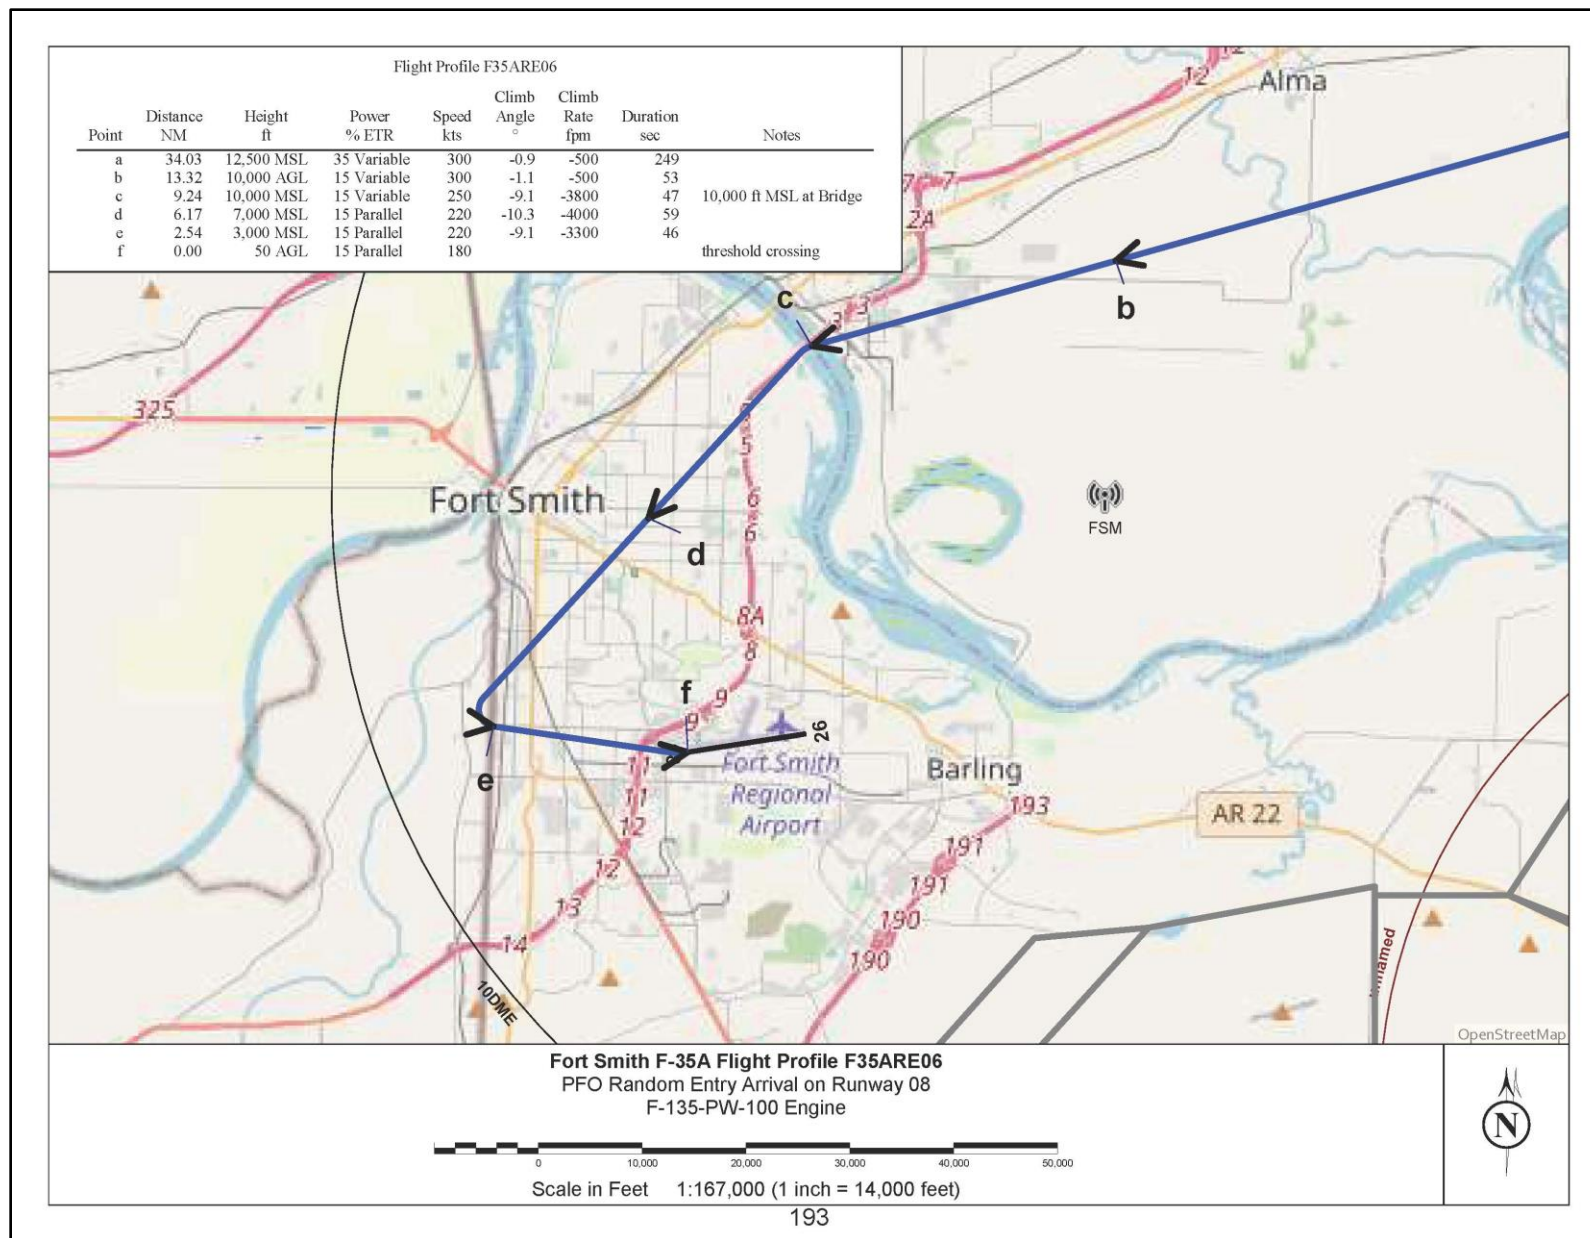 Flight Profile F35ARE06
Climb Climb
Distance Height Power Speed Angle Rate Duration
Point NM ft % ETR kts ° fpm sec Notes
a 34.03 12,500 MSL 35 Variable 300 -0.9 -500 249
b 13.32 10,000 AGL 15 Variable 300 -1.1 -500 53
c 9.24 10,000 MSL 15 Variable 250 -9.1 -3800 47 10,000 ft MSL at Bridge
d 6.17 7,000 MSL 15 Parallel 220 -10.3 -4000 59
e 2.54 3,000 MSL 15 Parallel 220 -9.1 -3300 46
f 0.00 50 AGL 15 Parallel 180 threshold crossing
12
12
Alma
7 7
2A
b
c
3
3
325
5
6
Fort Smith
FSM
6
d
8A
8
f
9
9
26
e
11
Fort Smith
Regional
Airport
Barling
11
193
12
AR 22
12
191
191
13
190
14
190
10DME
OpenStreetMap
Fort Smith F-35A Flight Profile F35ARE06
PFO Random Entry Arrival on Runway 08
F-135-PW-100 Engine
N
0 10,000 20,000 30,000 40,000 50,000
Scale in Feet 1:167,000 (1 inch = 14,000 feet)
193